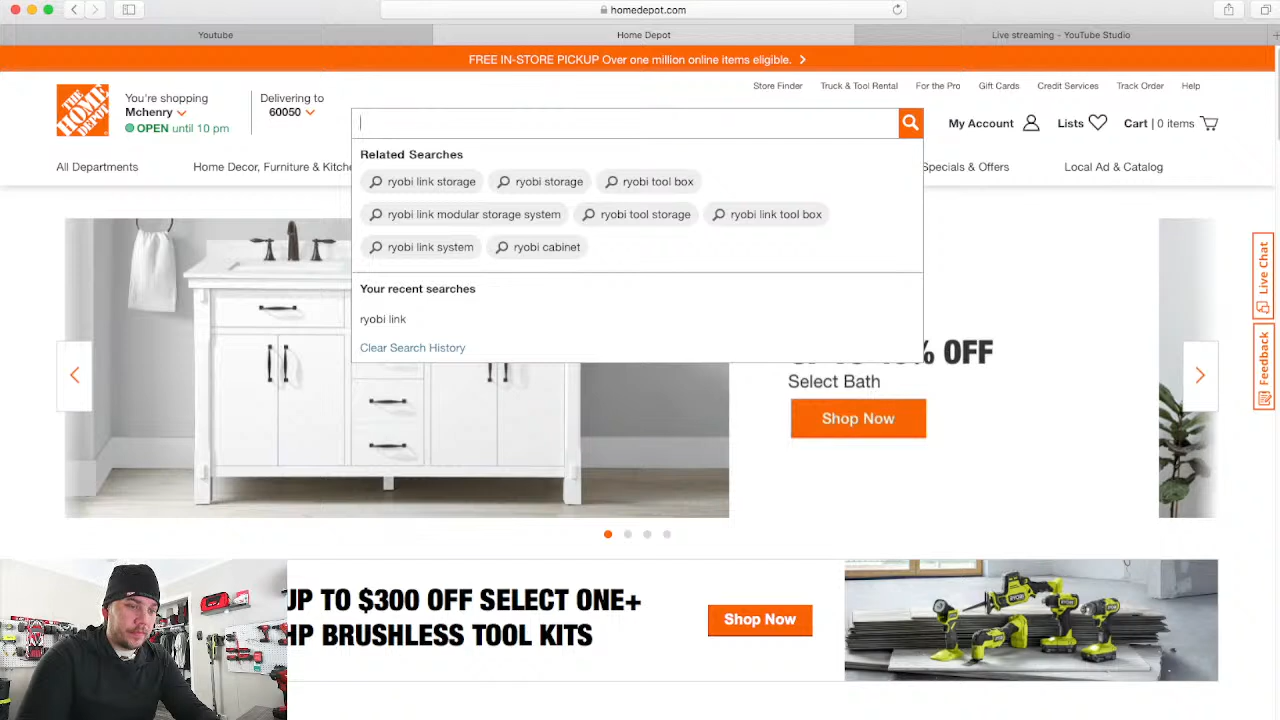 homedepot.com
Youtube
Home Depot
Live streaming - YouTube Studio
FREE IN-STORE PICKUP Over one million online items eligible.
Store Finder
Truck & Tool Rental
For the Pro
Gift Cards
Credit Services
Track Order
Help
THE HOME DEPOT
You're shopping
Mchenry
OPEN until 10 pm
Delivering to
60050
My Account
Lists
Cart | 0 items
All Departments
Home Decor, Furniture & Kitche
Specials & Offers
Local Ad & Catalog
Related Searches
ryobi link storage
ryobi storage
ryobi tool box
ryobi link modular storage system
ryobi tool storage
ryobi link tool box
ryobi link system
ryobi cabinet
Your recent searches
ryobi link
Clear Search History
% OFF
Select Bath
Shop Now
Live Chat
Feedback
UP TO $300 OFF SELECT ONE+
HP BRUSHLESS TOOL KITS
Shop Now